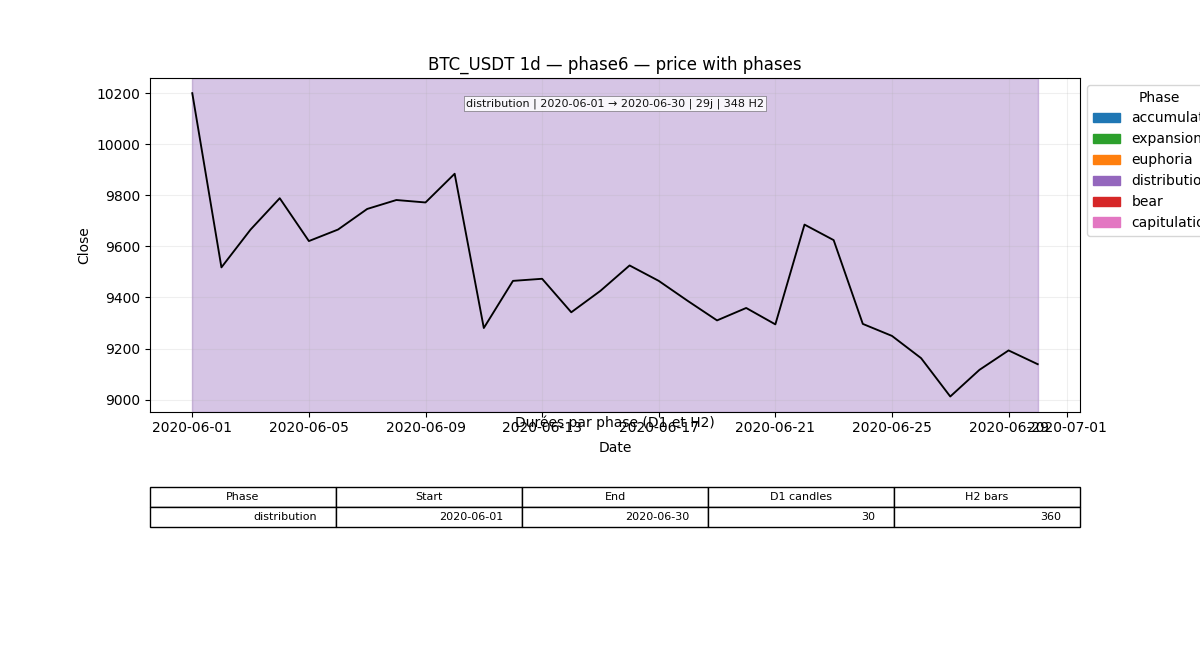 BTC_USDT 1d — phase6 — price with phases
distribution | 2020-06-01 → 2020-06-30 | 29j | 348 H2
10200
10000
9800
9600
9400
9200
9000
Close
Phase
accumulat
expansion
euphoria
distributio
bear
capitulatio
Durées par phase (D1 et H2)
2020-06-01 2020-06-05 2020-06-09 2020-06-13 2020-06-17 2020-06-21 2020-06-25 2020-06-29 2020-07-01
Date
Phase Start End D1 candles H2 bars
distribution 2020-06-01 2020-06-30 30 360